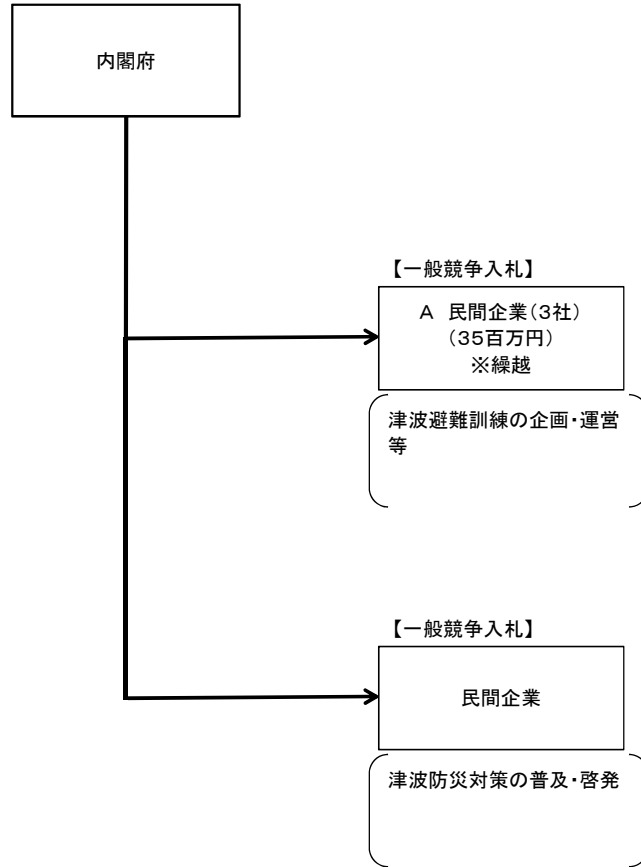 内閣府
【一般競争入札】
A　民間企業（３社）
（３５百万円）
※繰越
津波避難訓練の企画・運営
等
【一般競争入札】
民間企業
津波防災対策の普及・啓発